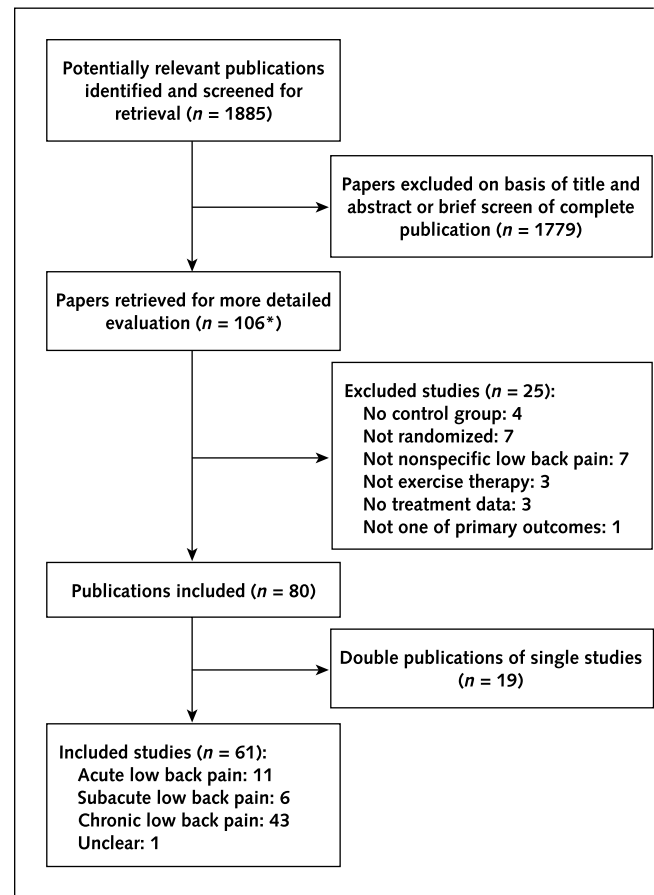 Potentially relevant publications
identified and screened for
retrieval (n = 1885)
Papers excluded on basis of title and
abstract or brief screen of complete
publication (n = 1779)
Papers retrieved for more detailed
evaluation (n = 106*)
Excluded studies (n = 25):
No control group: 4
Not randomized: 7
Not nonspecific low back pain: 7
Not exercise therapy: 3
No treatment data: 3
Not one of primary outcomes: 1
Publications included (n = 80)
Double publications of single studies
(n = 19)
Included studies (n = 61):
Acute low back pain: 11
Subacute low back pain: 6
Chronic low back pain: 43
Unclear: 1